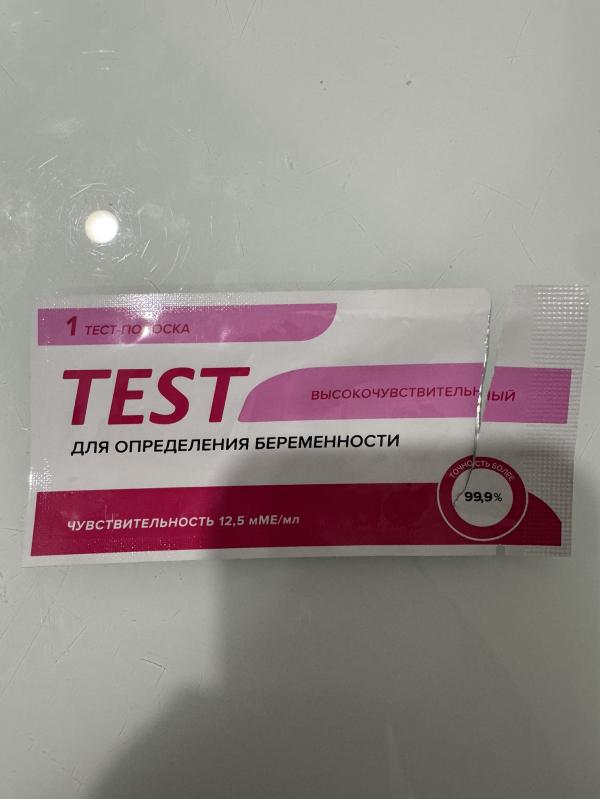 1 ТЕСТ-ПОЛОСКА
TEST
ВЫСОКОЧУВСТВИТЕЛЬНЫЙ
ДЛЯ ОПРЕДЕЛЕНИЯ БЕРЕМЕННОСТИ
ТОЧНОСТЬ БОЛЕЕ
99,9%
ЧУВСТВИТЕЛЬНОСТЬ 12,5 мМЕ/мл